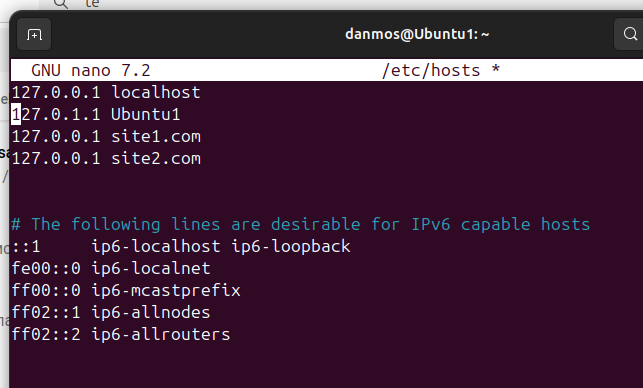 te
danmos@Ubuntu1: ~
GNU nano 7.2 /etc/hosts *
127.0.0.1 localhost
127.0.1.1 Ubuntu1
127.0.0.1 site1.com
127.0.0.1 site2.com
# The following lines are desirable for IPv6 capable hosts
::1 ip6-localhost ip6-loopback
fe00::0 ip6-localnet
ff00::0 ip6-mcastprefix
ff02::1 ip6-allnodes
ff02::2 ip6-allrouters